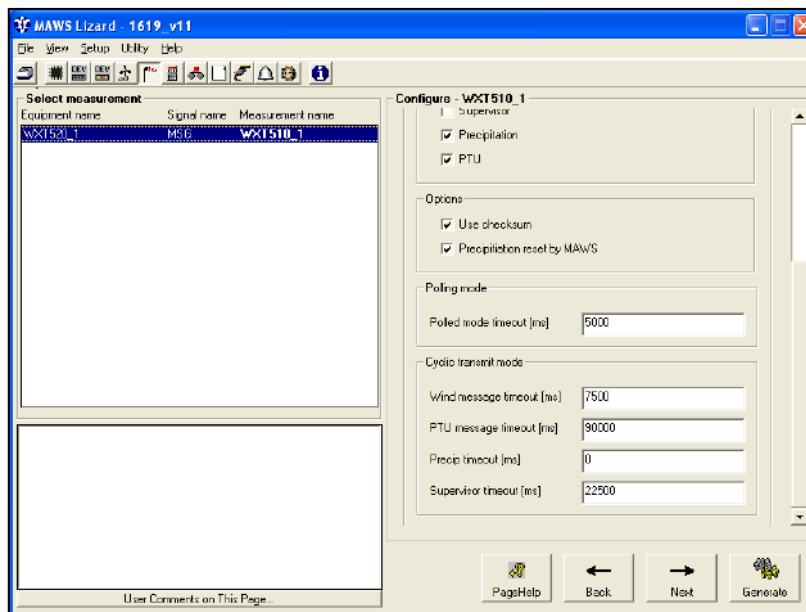 MAWS Lizard - 1619_v11
File View Setup Utility Help
Select measurement
Equipment name Signal name Measurement name
WXT520_1 MSG WXT510_1
User Comments on This Page...
Configure - WXT510_1
Supervisor
Precipitation
PTU
Options
Use checksum
Precipitiation reset by MAWS
Polling mode
Polled mode timeout [ms] 5000
Cyclic transmit mode
Wind message timeout [ms] 7500
PTU message timeout [ms] 90000
Precip timeout [ms] 0
Supervisor timeout [ms] 22500
PageHelp Back Next Generate